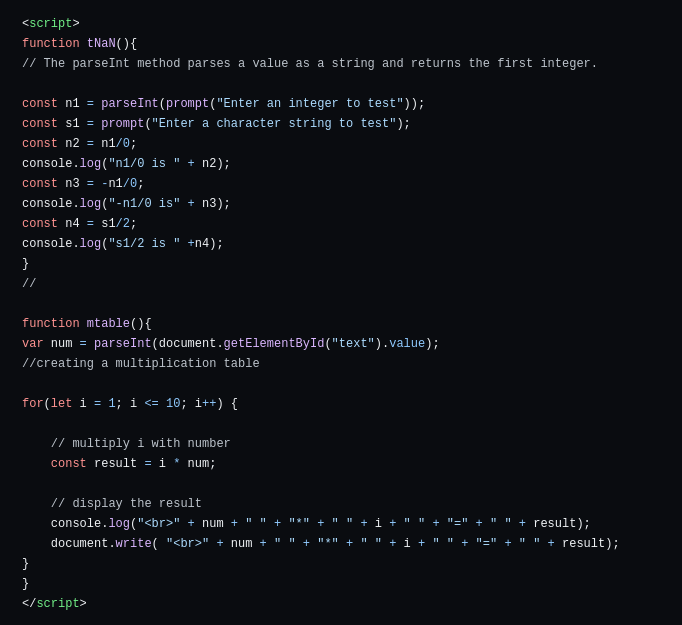 <script>
function tNaN(){
// The parseInt method parses a value as a string and returns the first integer.
const n1 = parseInt(prompt("Enter an integer to test"));
const s1 = prompt("Enter a character string to test");
const n2 = n1/0;
console.log("n1/0 is " + n2);
const n3 = -n1/0;
console.log("-n1/0 is" + n3);
const n4 = s1/2;
console.log("s1/2 is " +n4);
}
//
function mtable(){
var num = parseInt(document.getElementById("text").value);
//creating a multiplication table
for(let i = 1; i <= 10; i++) {
    // multiply i with number
    const result = i * num;
    // display the result
    console.log("<br>" + num + " " + "*" + " " + i + " " + "=" + " " + result);
    document.write( "<br>" + num + " " + "*" + " " + i + " " + "=" + " " + result);
}
}
</script>